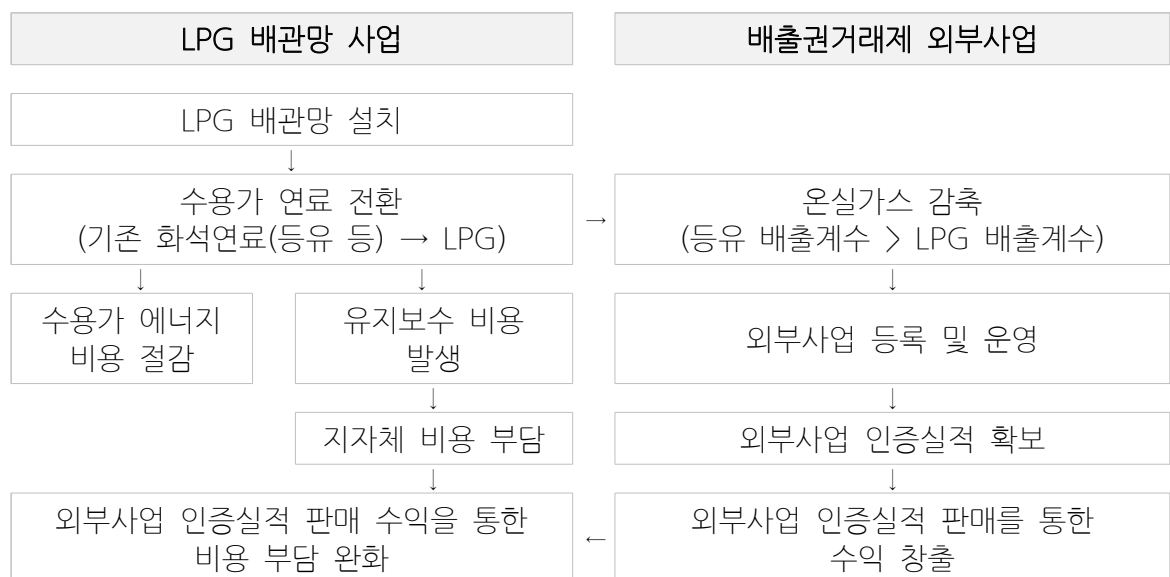 LPG 배관망 사업
배출권거래제 외부사업
LPG 배관망 설치
↓
수용가 연료 전환
(기존 화석연료(등유 등) → LPG)
→
온실가스 감축
(등유 배출계수 > LPG 배출계수)
↓
↓
↓
수용가 에너지
비용 절감
유지보수 비용
발생
외부사업 등록 및 운영
↓
↓
지자체 비용 부담
외부사업 인증실적 확보
↓
↓
외부사업 인증실적 판매 수익을 통한
비용 부담 완화
←
외부사업 인증실적 판매를 통한
수익 창출